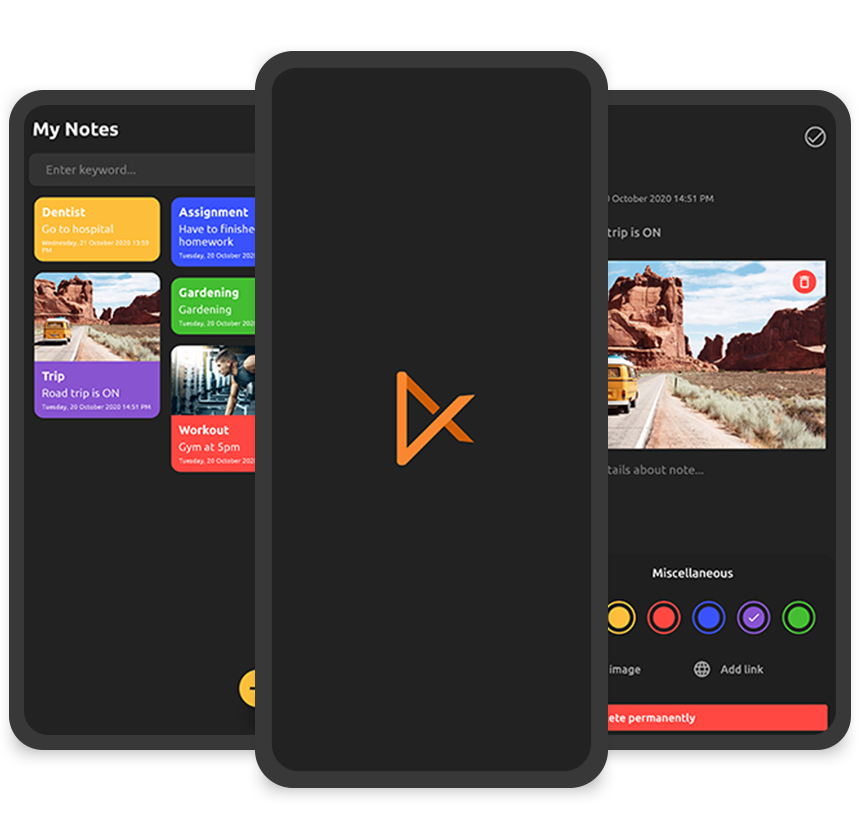 My Notes
Enter keyword...
Dentist
Go to hospital
Wednesday, 21 October 2020 13:59
PM
Trip
Road trip is ON
Tuesday, 20 October 2020 14:51 PM
Assignment
Have to finishe
homework
Tuesday, 20 October 202
Gardening
Gardening
Tuesday, 20 October 202
Workout
Gym at 5pm
Tuesday, 20 October 202
October 2020 14:51 PM
trip is ON
tails about note...
Miscellaneous
image
Add link
ete permanently